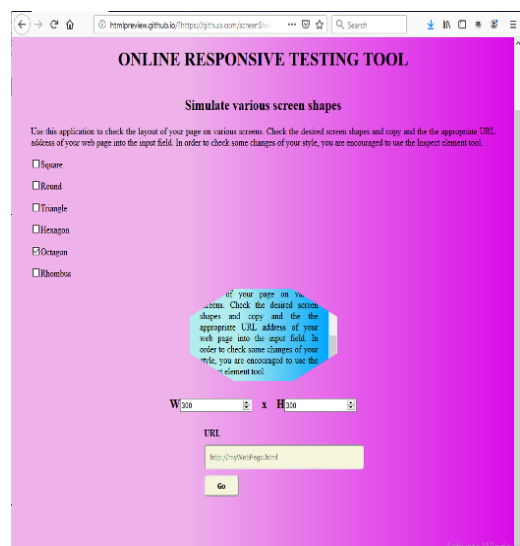 htmlpreview.github.io/?https://github.com/screenS
Search
ONLINE RESPONSIVE TESTING TOOL
Simulate various screen shapes
Use this application to check the layout of your page on various screens. Check the desired screen shapes and copy and the the appropriate URL
address of your web page into the input field. In order to check some changes of your style, you are encouraged to use the Inspect element tool.
Square
Round
Triangle
Hexagon
Octagon
Rhombus
of your page on
Check the desired screen
shapes and copy and the the
appropriate URL address of your
web page into the input field. In
order to check some changes of your
style, you are encouraged to use the
element tool.
W 300 x H 300
URL
http://myWebPage.html
Go
Activate Windows